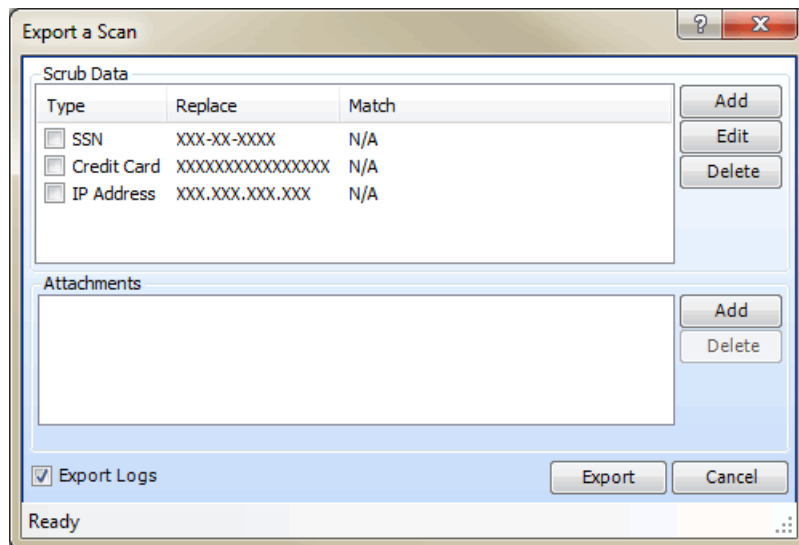 Export a Scan
Scrub Data
Type Replace Match
SSN XXX-XX-XXXX N/A
Credit Card XXXXXXXXXXXXXXXX N/A
IP Address XXX.XXX.XXX.XXX N/A
Add
Edit
Delete
Attachments
Add
Delete
Export Logs
Export
Cancel
Ready